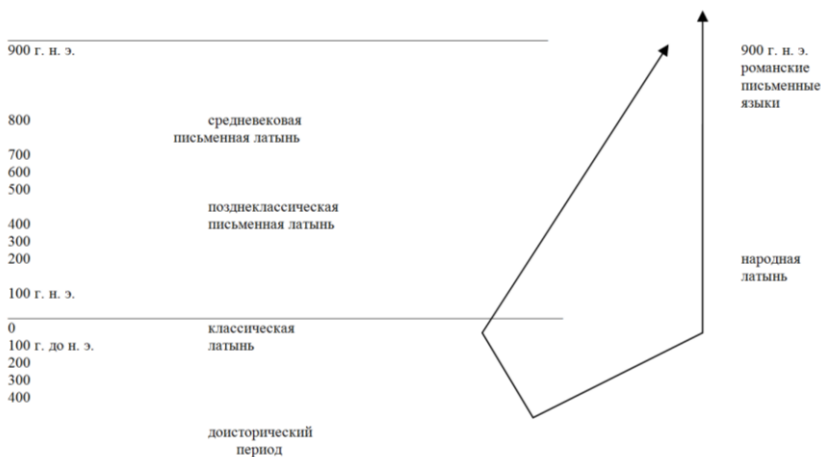 900 г. н. э.
900 г. н. э.
романские
письменные
языки
800
средневековая
письменная латынь
700
600
500
позднеклассическая
400
письменная латынь
300
200
народная
латынь
100 г. н. э.
0
классическая
100 г. до н. э.
латынь
200
300
400
доисторический
период